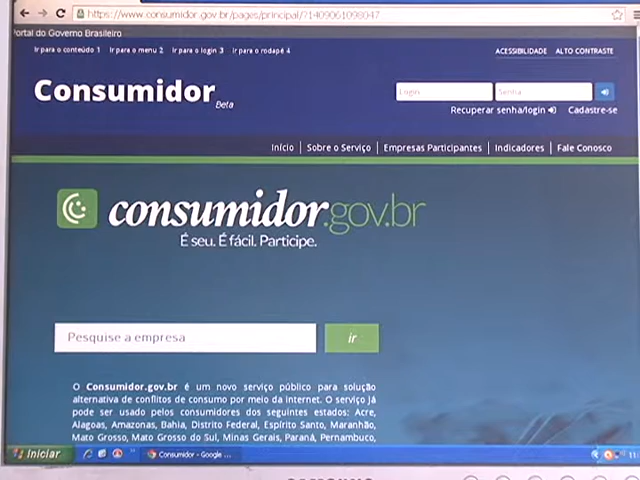 https://www.consumidor.gov.br/pages/principal/?1409061098047
Portal do Governo Brasileiro
Ir para o conteúdo 1 Ir para o menu 2 Ir para o login 3 Ir para o rodapé 4
ACESSIBILIDADE ALTO CONTRASTE
Consumidor
Beta
Login
Senha
Recuperar senha/login Cadastre-se
Início Sobre o Serviço Empresas Participantes Indicadores Fale Conosco
consumidor.gov.br
É seu. É fácil. Participe.
Pesquise a empresa
ir
O Consumidor.gov.br é um novo serviço público para solução
alternativa de conflitos de consumo por meio da internet. O serviço já
pode ser usado pelos consumidores dos seguintes estados: Acre,
Alagoas, Amazonas, Bahia, Distrito Federal, Espírito Santo, Maranhão,
Mato Grosso, Mato Grosso do Sul, Minas Gerais, Paraná, Pernambuco,
Iniciar
Consumidor - Google ...